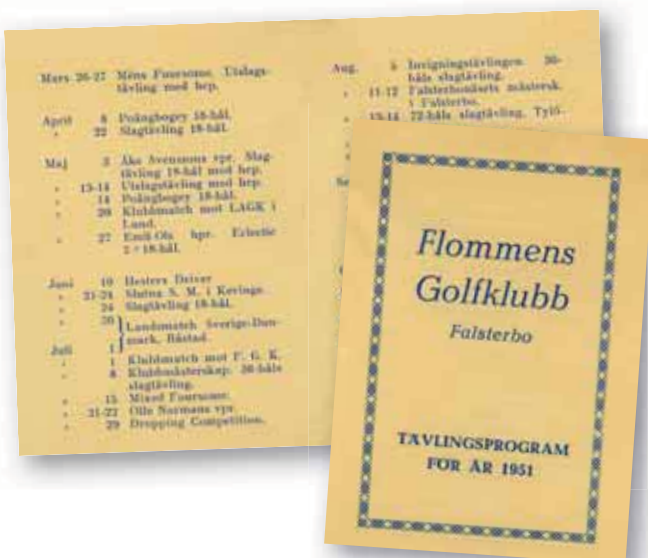 Mars 26-27 Mens Foursome. Utslags-
tävling med hcp.
April 8 Poängbogey 18-hål.
" 22 Slagtävling 18-hål.
Maj 3 Åke Svensons vpr. Slag-
tävling 18-hål med hcp.
" 13-14 Utslagstävling med hcp.
" 14 Poängbogey 18-hål.
" 20 Klubbmatch mot LAGK i
Lund.
" 27 Emil-Ols hpr. Eclectic
2 × 18-hål.
Juni 10 Hesters Driver
" 21-24 Slutna S. M. i Kevinge.
" 24 Slagtävling 18-hål.
" 30
Landsmatch Sverige-Dan-
mark, Båstad.
Juli 1
" 1 Klubbmatch mot F. G. K.
" 8 Klubbmästerskap. 36-håls
slagtävling.
" 15 Mixed Foursome.
" 21-22 Olle Normans vpr.
" 29 Dropping Competition.
Aug. 5 Invigningstävlingen. 36-
håls slagtävling.
" 11-12 Falsterbonäsets mästersk.
i Falsterbo.
" 13-14 72-håls slagtävling, Tylö-
Flommens
Golfklubb
Falsterbo
TÄVLINGSPROGRAM
FÖR ÅR 1951